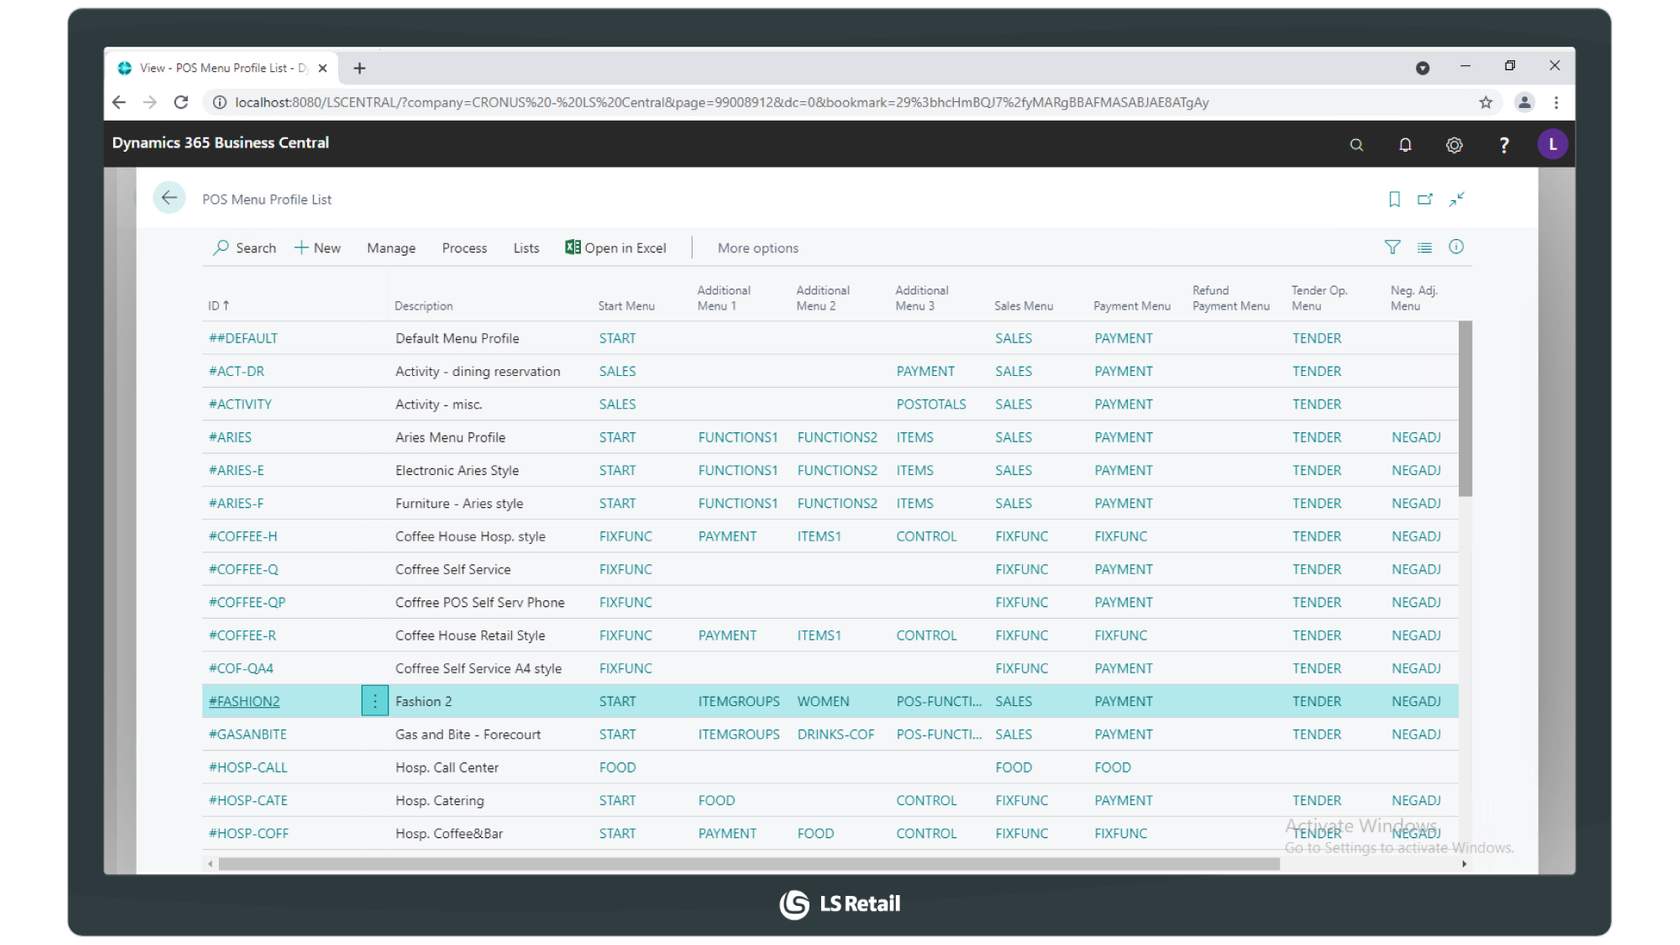 View - POS Menu Profile List - D
localhost:8080/LSCENTRAL/?company=CRONUS%20-%20LS%20Central&page=99008912&dc=0&bookmark=29%3bhcHmBQJ7%2fyMARgBBAFMASABJAE8ATgAy
Dynamics 365 Business Central
? L
POS Menu Profile List
Search New Manage Process Lists Open in Excel More options
ID ↑ Description Start Menu Additional Menu 1 Additional Menu 2 Additional Menu 3 Sales Menu Payment Menu Refund Payment Menu Tender Op. Menu Neg. Adj. Menu
##DEFAULT Default Menu Profile START SALES PAYMENT TENDER
#ACT-DR Activity - dining reservation SALES PAYMENT SALES PAYMENT TENDER
#ACTIVITY Activity - misc. SALES POSTOTALS SALES PAYMENT TENDER
#ARIES Aries Menu Profile START FUNCTIONS1 FUNCTIONS2 ITEMS SALES PAYMENT TENDER NEGADJ
#ARIES-E Electronic Aries Style START FUNCTIONS1 FUNCTIONS2 ITEMS SALES PAYMENT TENDER NEGADJ
#ARIES-F Furniture - Aries style START FUNCTIONS1 FUNCTIONS2 ITEMS SALES PAYMENT TENDER NEGADJ
#COFFEE-H Coffee House Hosp. style FIXFUNC PAYMENT ITEMS1 CONTROL FIXFUNC FIXFUNC TENDER NEGADJ
#COFFEE-Q Coffree Self Service FIXFUNC FIXFUNC PAYMENT TENDER NEGADJ
#COFFEE-QP Coffree POS Self Serv Phone FIXFUNC FIXFUNC PAYMENT TENDER NEGADJ
#COFFEE-R Coffee House Retail Style FIXFUNC PAYMENT ITEMS1 CONTROL FIXFUNC FIXFUNC TENDER NEGADJ
#COF-QA4 Coffree Self Service A4 style FIXFUNC FIXFUNC PAYMENT TENDER NEGADJ
#FASHION2 Fashion 2 START ITEMGROUPS WOMEN POS-FUNCTI... SALES PAYMENT TENDER NEGADJ
#GASANBITE Gas and Bite - Forecourt START ITEMGROUPS DRINKS-COF POS-FUNCTI... SALES PAYMENT TENDER NEGADJ
#HOSP-CALL Hosp. Call Center FOOD FOOD FOOD
#HOSP-CATE Hosp. Catering START FOOD CONTROL FIXFUNC PAYMENT TENDER NEGADJ
#HOSP-COFF Hosp. Coffee&Bar START PAYMENT FOOD CONTROL FIXFUNC FIXFUNC TENDER NEGADJ
Activate Windows
Go to Settings to activate Windows.
LS Retail